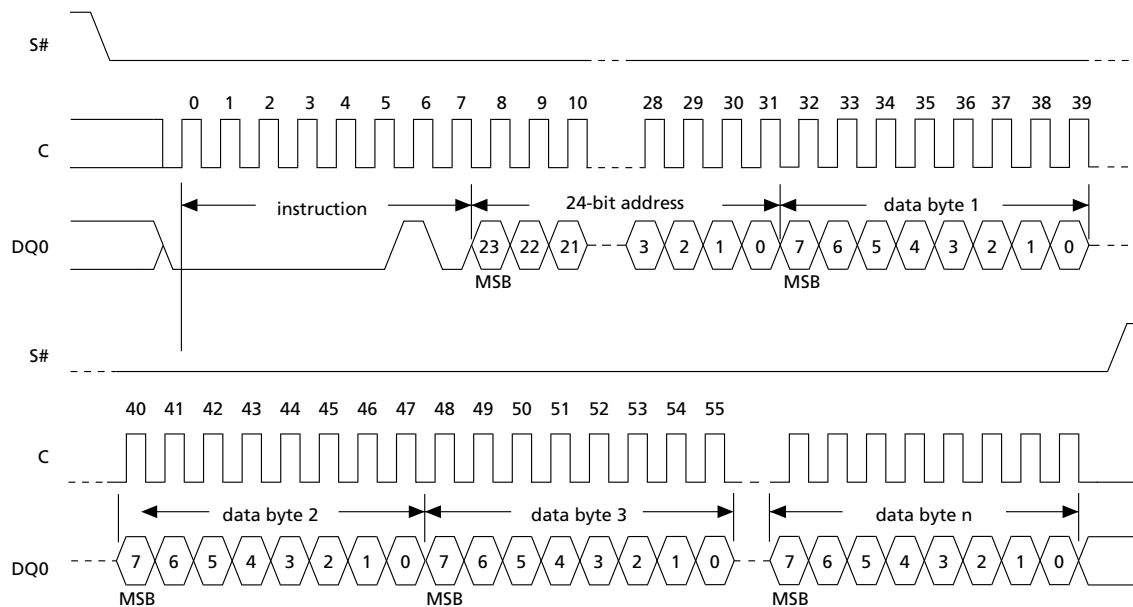 S#
0 1 2 3 4 5 6 7 8 9 10 28 29 30 31 32 33 34 35 36 37 38 39
C
instruction 24-bit address data byte 1
DQ0 23 22 21 3 2 1 0 7 6 5 4 3 2 1 0
MSB MSB
S#
40 41 42 43 44 45 46 47 48 49 50 51 52 53 54 55
C
data byte 2 data byte 3 data byte n
DQ0 7 6 5 4 3 2 1 0 7 6 5 4 3 2 1 0 7 6 5 4 3 2 1 0
MSB MSB MSB